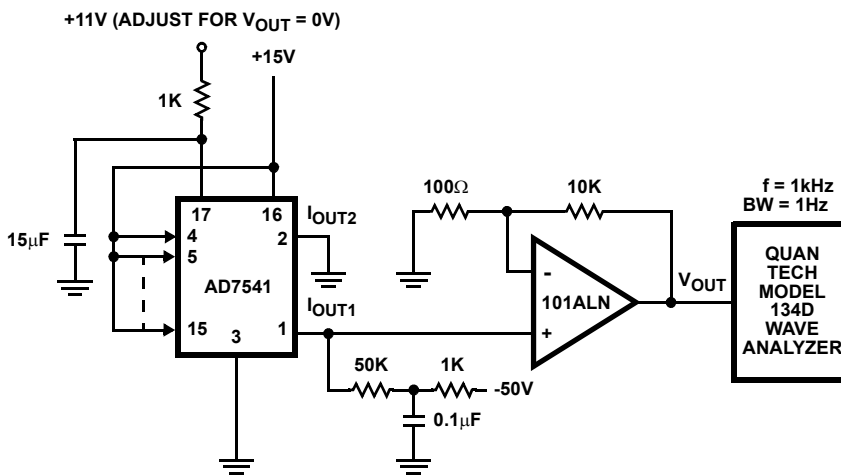 +11V (ADJUST FOR VOUT = 0V)
+15V
1K
15μF
17
16
4
5
15
3
2
1
AD7541
IOUT2
IOUT1
50K
1K
-50V
0.1μF
100Ω
10K
-
+
101ALN
VOUT
f = 1kHz
BW = 1Hz
QUAN
TECH
MODEL
134D
WAVE
ANALYZER